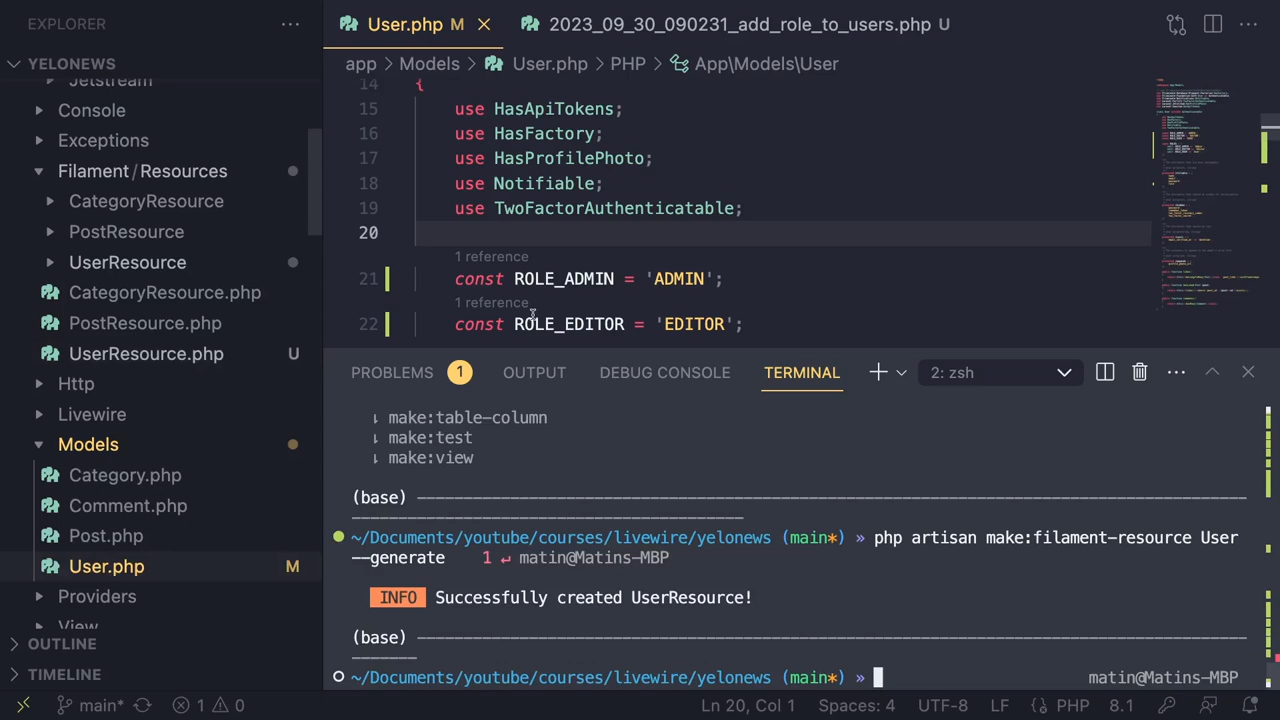 EXPLORER
YELONEWS
Jetstream
Console
Exceptions
Filament/Resources
CategoryResource
PostResource
UserResource
CategoryResource.php
PostResource.php
UserResource.php U
Http
Livewire
Models
Category.php
Comment.php
Post.php
User.php M
Providers
View
OUTLINE
TIMELINE
User.php M
2023_09_30_090231_add_role_to_users.php U
app > Models > User.php > PHP > App\Models\User
14 {
15 use HasApiTokens;
16 use HasFactory;
17 use HasProfilePhoto;
18 use Notifiable;
19 use TwoFactorAuthenticatable;
20
1 reference
21 const ROLE_ADMIN = 'ADMIN';
1 reference
22 const ROLE_EDITOR = 'EDITOR';
PROBLEMS 1 OUTPUT DEBUG CONSOLE TERMINAL 2: zsh
⇂ make:table-column
⇂ make:test
⇂ make:view
(base)
~/Documents/youtube/courses/livewire/yelonews (main*) » php artisan make:filament-resource User
--generate 1 ↵ matin@Matins-MBP
INFO Successfully created UserResource!
(base)
~/Documents/youtube/courses/livewire/yelonews (main*) » matin@Matins-MBP
main* 1 0 Ln 20, Col 1 Spaces: 4 UTF-8 LF {} PHP 8.1